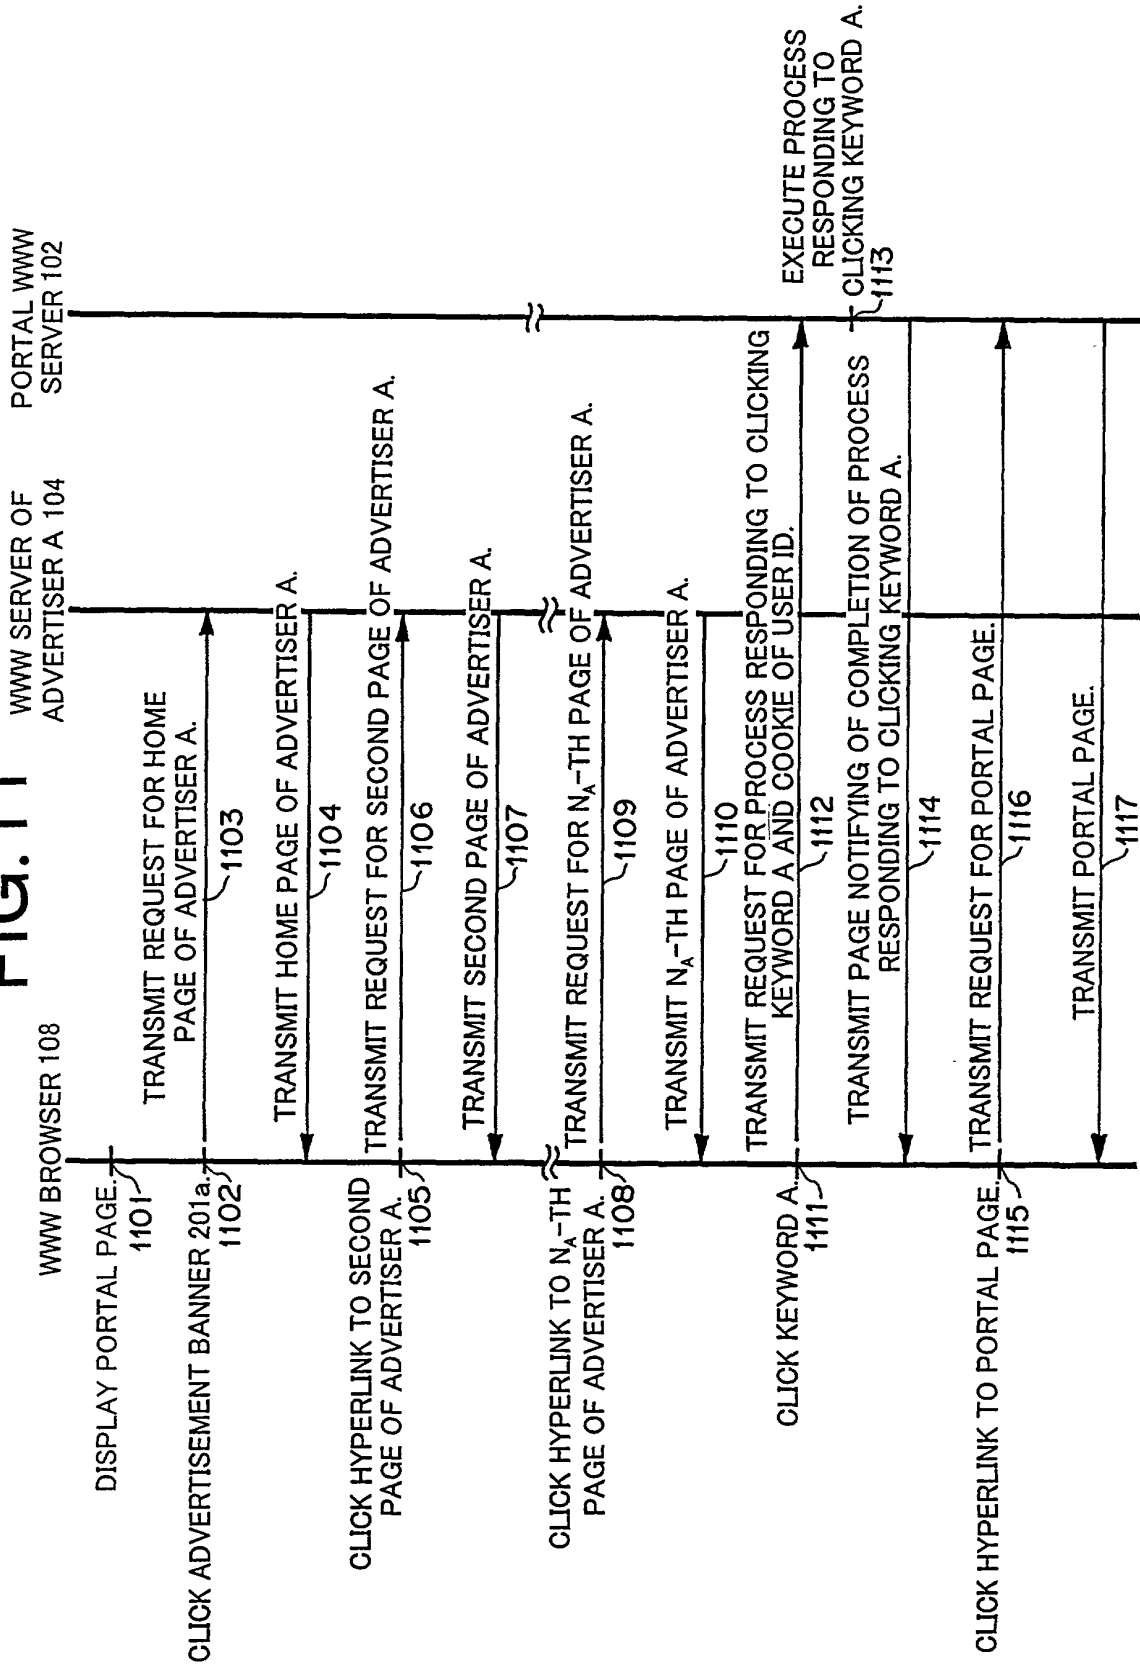 FIG. 11
WWW BROWSER 108
WWW SERVER OF
ADVERTISER A 104
PORTAL WWW
SERVER 102
DISPLAY PORTAL PAGE.
1101
CLICK ADVERTISEMENT BANNER 201a.
1102
TRANSMIT REQUEST FOR HOME
PAGE OF ADVERTISER A.
1103
TRANSMIT HOME PAGE OF ADVERTISER A.
1104
CLICK HYPERLINK TO SECOND
PAGE OF ADVERTISER A.
1105
TRANSMIT REQUEST FOR SECOND PAGE OF ADVERTISER A.
1106
TRANSMIT SECOND PAGE OF ADVERTISER A.
1107
CLICK HYPERLINK TO N_A-TH
PAGE OF ADVERTISER A.
1108
TRANSMIT REQUEST FOR N_A-TH PAGE OF ADVERTISER A.
1109
TRANSMIT N_A-TH PAGE OF ADVERTISER A.
1110
CLICK KEYWORD A.
1111
TRANSMIT REQUEST FOR PROCESS RESPONDING TO CLICKING
KEYWORD A AND COOKIE OF USER ID.
1112
EXECUTE PROCESS
RESPONDING TO
CLICKING KEYWORD A.
1113
TRANSMIT PAGE NOTIFYING OF COMPLETION OF PROCESS
RESPONDING TO CLICKING KEYWORD A.
1114
CLICK HYPERLINK TO PORTAL PAGE.
1115
TRANSMIT REQUEST FOR PORTAL PAGE.
1116
TRANSMIT PORTAL PAGE.
1117